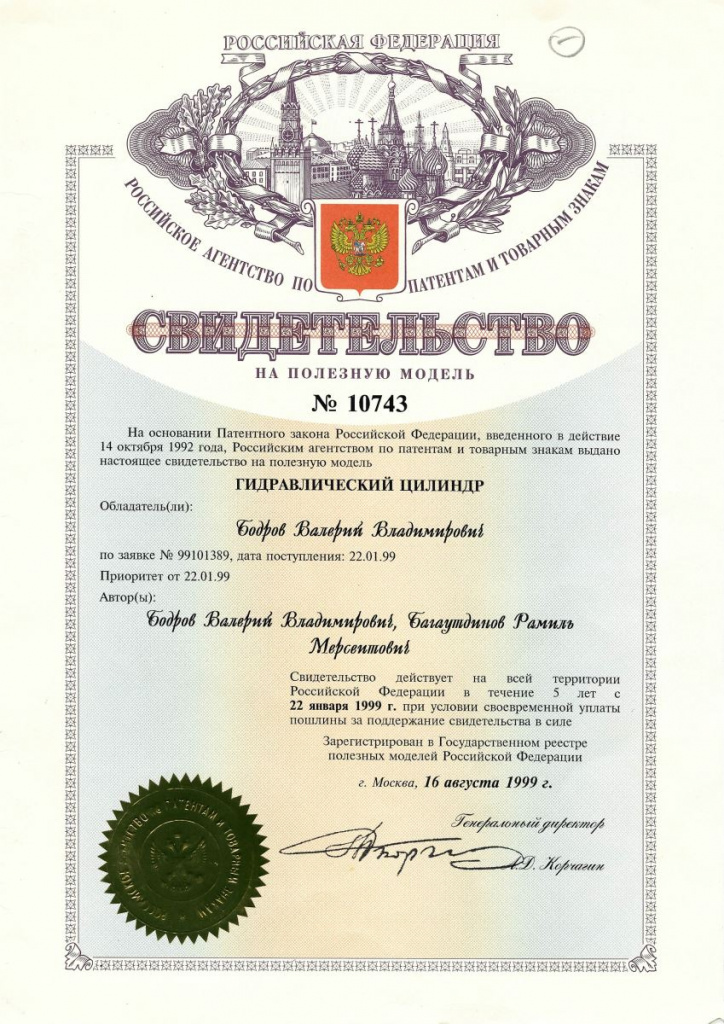 РОССИЙСКАЯ ФЕДЕРАЦИЯ
РОССИЙСКОЕ АГЕНТСТВО ПО ПАТЕНТАМ И ТОВАРНЫМ ЗНАКАМ
СВИДЕТЕЛЬСТВО
НА ПОЛЕЗНУЮ МОДЕЛЬ
№ 10743
На основании Патентного закона Российской Федерации, введенного в действие
14 октября 1992 года, Российским агентством по патентам и товарным знакам выдано
настоящее свидетельство на полезную модель
ГИДРАВЛИЧЕСКИЙ ЦИЛИНДР
Обладатель(ли):
Бодров Валерий Владимирович
по заявке № 99101389, дата поступления: 22.01.99
Приоритет от 22.01.99
Автор(ы):
Бодров Валерий Владимирович, Багаутдинов Рамиль
Мерсеитович
Свидетельство действует на всей территории
Российской Федерации в течение 5 лет с
22 января 1999 г. при условии своевременной уплаты
пошлины за поддержание свидетельства в силе
Зарегистрирован в Государственном реестре
полезных моделей Российской Федерации
г. Москва, 16 августа 1999 г.
Генеральный директор
А.Д. Корчагин
ПАТЕНТАМ И ТОВАРНЫМ ЗНАКАМ